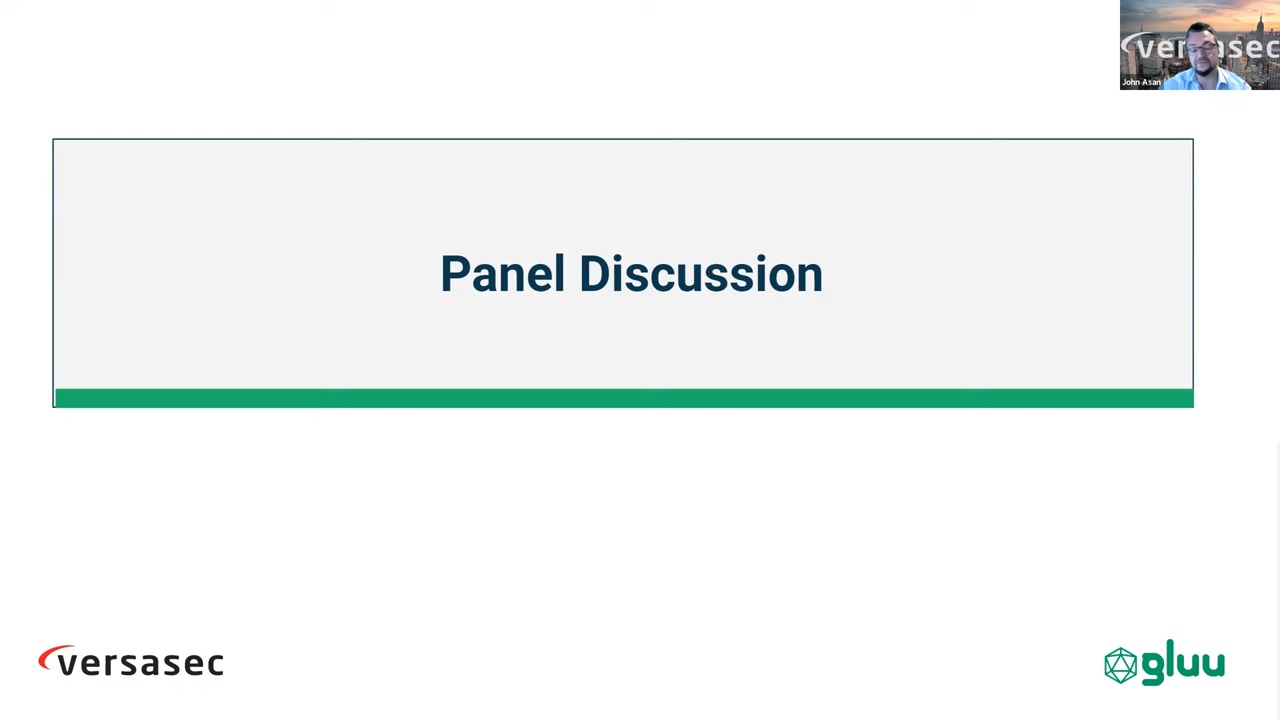 versasec
John Asan
Panel Discussion
versasec
gluu